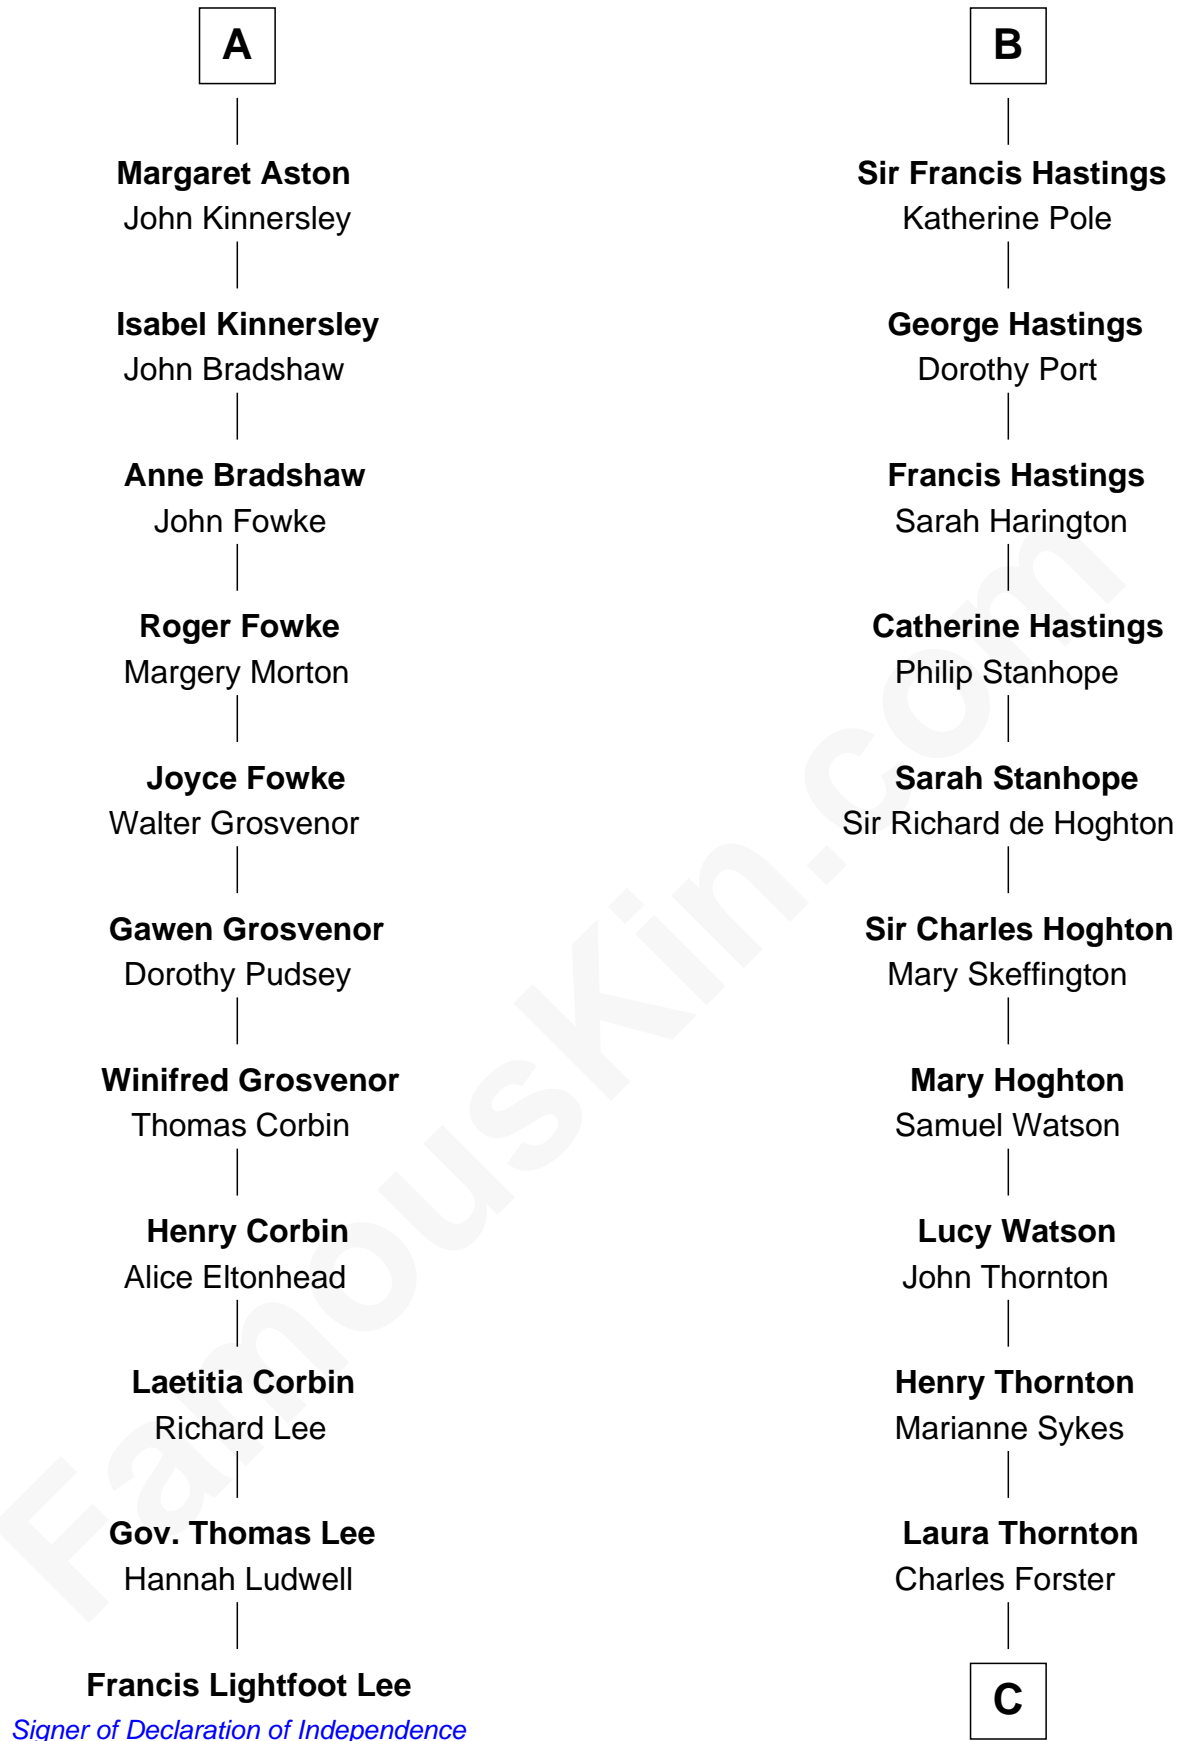 A
Margaret Aston
John Kinnersley
Isabel Kinnersley
John Bradshaw
Anne Bradshaw
John Fowke
Roger Fowke
Margery Morton
Joyce Fowke
Walter Grosvenor
Gawen Grosvenor
Dorothy Pudsey
Winifred Grosvenor
Thomas Corbin
Henry Corbin
Alice Eltonhead
Laetitia Corbin
Richard Lee
Gov. Thomas Lee
Hannah Ludwell
Francis Lightfoot Lee
Signer of Declaration of Independence
B
Sir Francis Hastings
Katherine Pole
George Hastings
Dorothy Port
Francis Hastings
Sarah Harington
Catherine Hastings
Philip Stanhope
Sarah Stanhope
Sir Richard de Hoghton
Sir Charles Hoghton
Mary Skeffington
Mary Hoghton
Samuel Watson
Lucy Watson
John Thornton
Henry Thornton
Marianne Sykes
Laura Thornton
Charles Forster
C
FamousKin.com